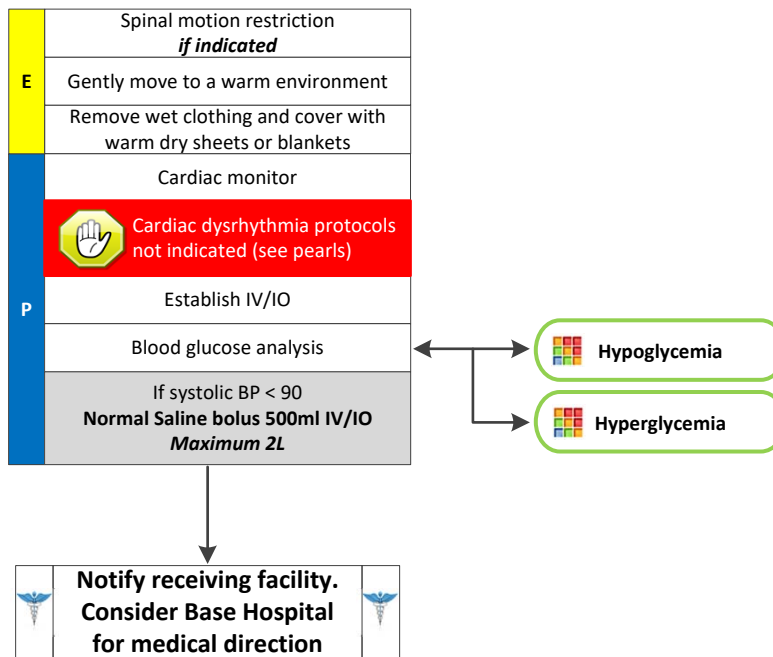 Spinal motion restriction
if indicated
E
Gently move to a warm environment
Remove wet clothing and cover with
warm dry sheets or blankets
P
Cardiac monitor
Cardiac dysrhythmia protocols
not indicated (see pearls)
Establish IV/IO
Blood glucose analysis
Hypoglycemia
Hyperglycemia
If systolic BP < 90
Normal Saline bolus 500ml IV/IO
Maximum 2L
Notify receiving facility.
Consider Base Hospital
for medical direction